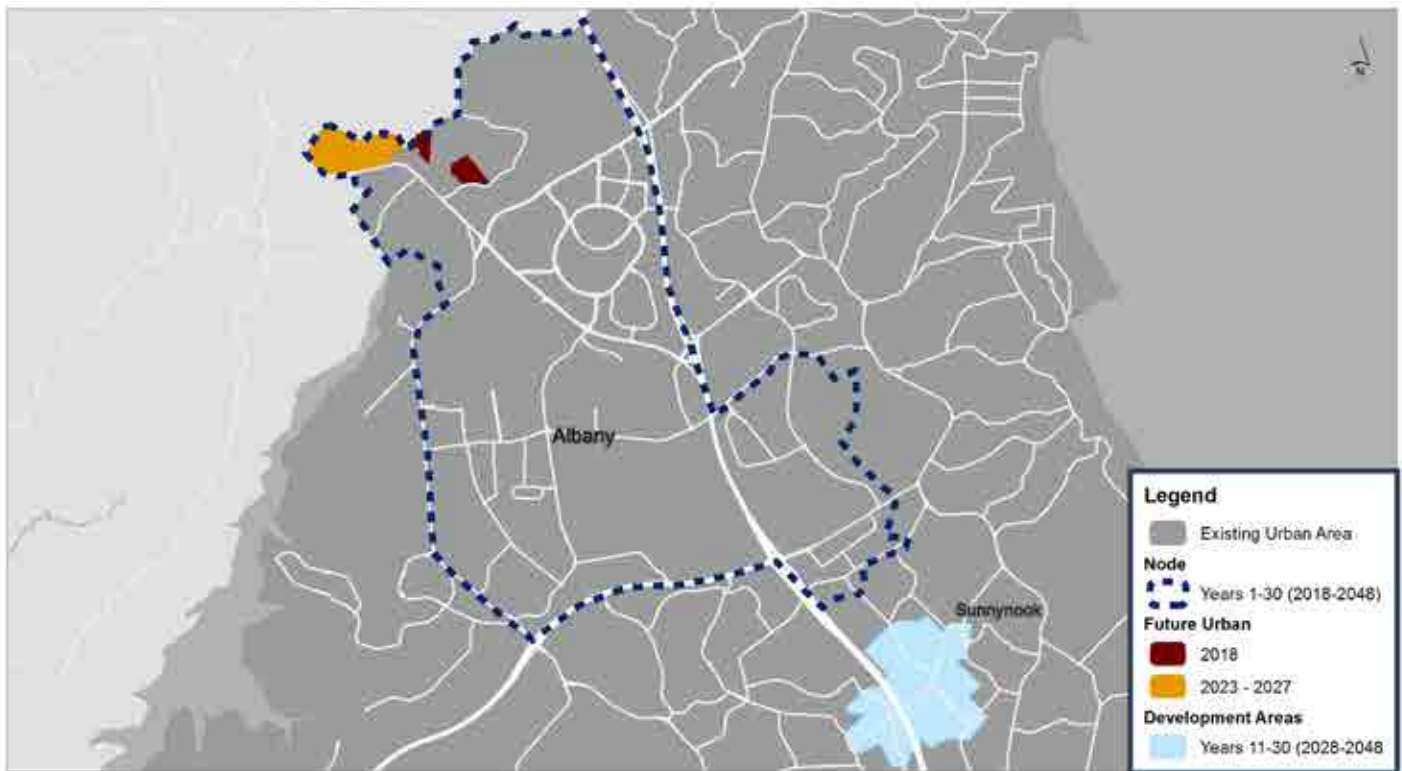 N
Albany
Sunnynook
Legend
Existing Urban Area
Node
Years 1-30 (2018-2048)
Future Urban
2018
2023 - 2027
Development Areas
Years 11-30 (2028-2048